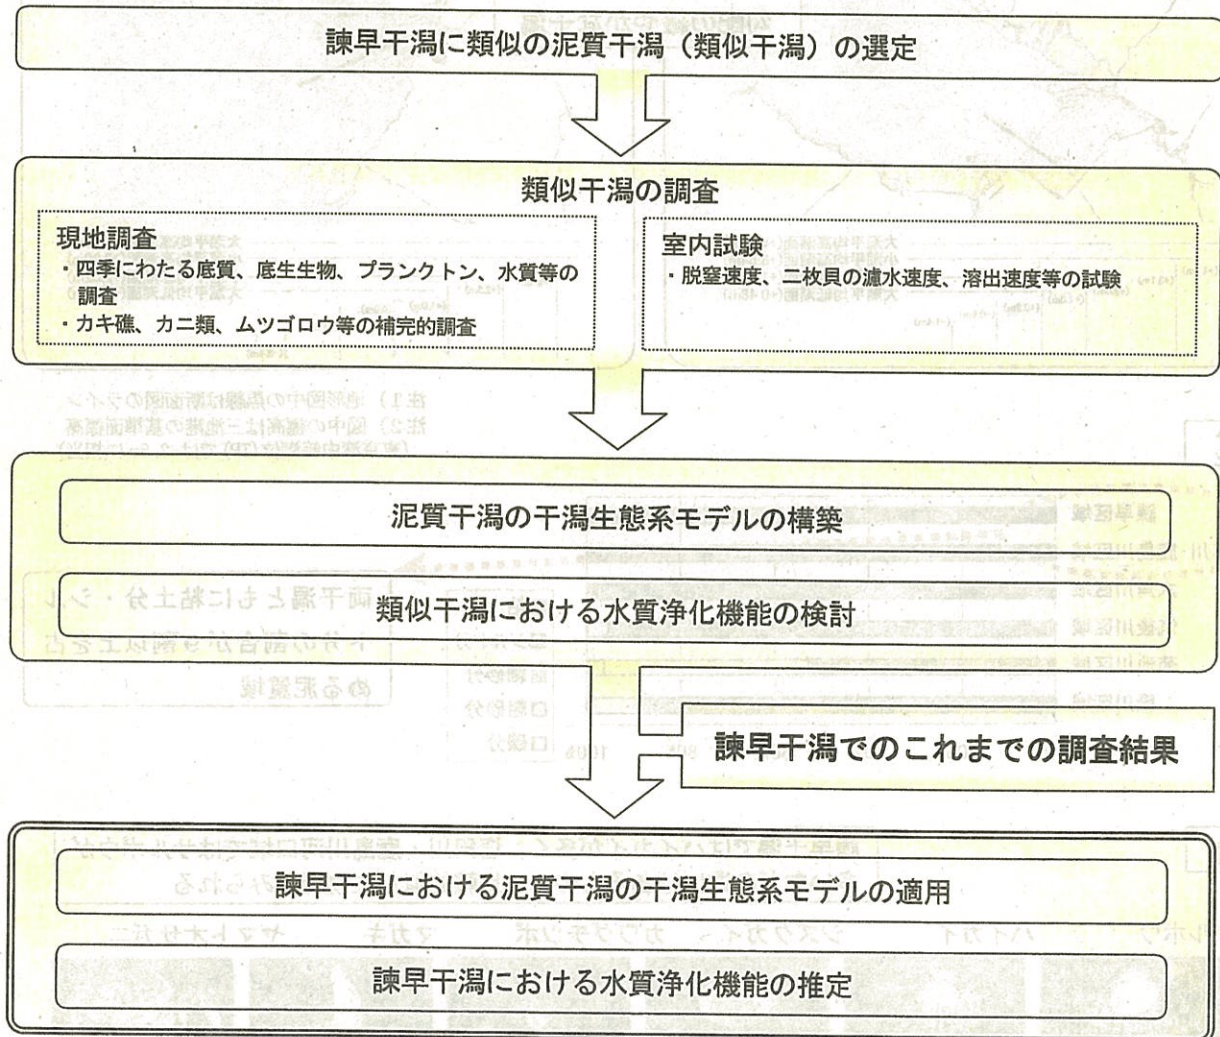 諫早干潟に類似の泥質干潟（類似干潟）の選定
類似干潟の調査
現地調査
・四季にわたる底質、底生生物、プランクトン、水質等の
調査
・カキ礁、カニ類、ムツゴロウ等の補完的調査
室内試験
・脱窒速度、二枚貝の濾水速度、溶出速度等の試験
泥質干潟の干潟生態系モデルの構築
類似干潟における水質浄化機能の検討
諫早干潟でのこれまでの調査結果
諫早干潟における泥質干潟の干潟生態系モデルの適用
諫早干潟における水質浄化機能の推定